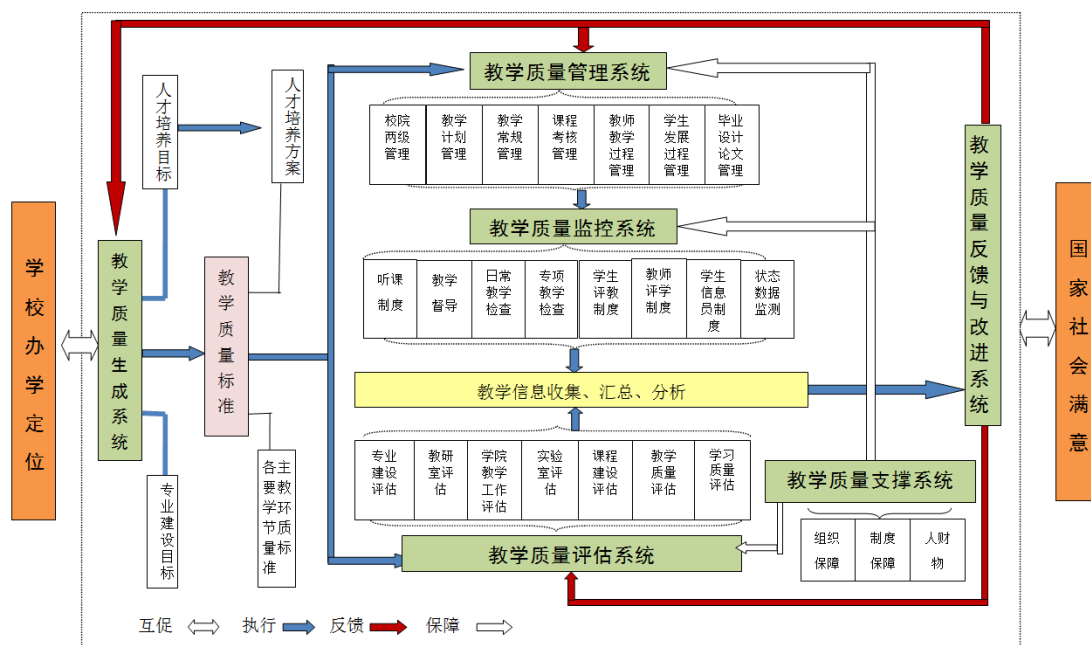 学校办学定位
教学质量生成系统
人才培养目标
人才培养方案
教学质量标准
专业建设目标
各主
要教
学环
节质
量标
准
教学质量管理系统
校院
两级
管理
教学
计划
管理
教学
常规
管理
课程
考核
管理
教师
教学
过程
管理
学生
发展
过程
管理
毕业
设计
论文
管理
教学质量监控系统
听课
制度
教学
督导
日常
教学
检查
专项
教学
检查
学生
评教
制度
教师
评学
制度
学生
信息
员制
度
状态
数据
监测
教学信息收集、汇总、分析
专业
建设
评估
教研
室评
估
学院
教学
工作
评估
实验
室评
估
课程
建设
评估
教学
质量
评估
学习
质量
评估
教学质量评估系统
教学质量支撑系统
组织
保障
制度
保障
人财
物
教学质量反馈与改进系统
国家社会满意
互促
执行
反馈
保障